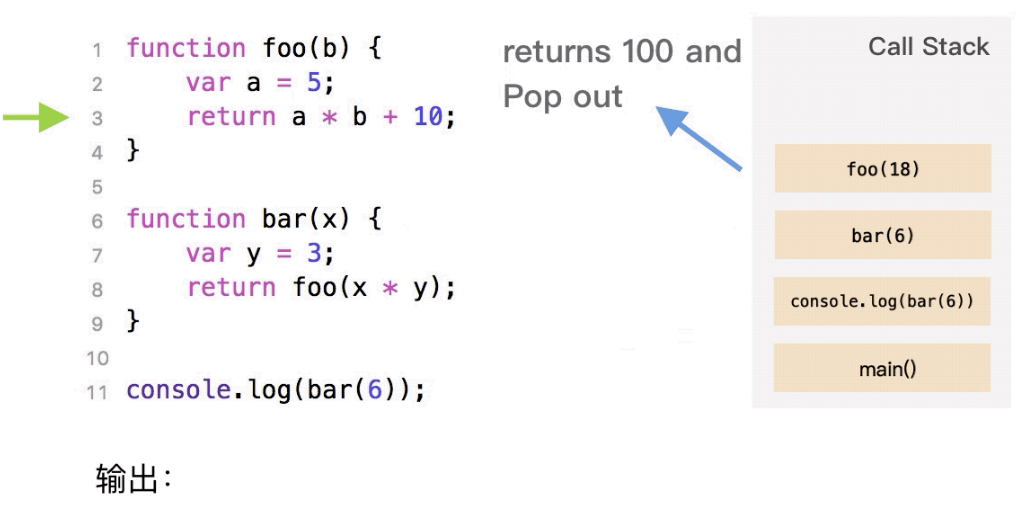 1 function foo(b) {
2 var a = 5;
3 return a * b + 10;
4 }
5
6 function bar(x) {
7 var y = 3;
8 return foo(x * y);
9 }
10
11 console.log(bar(6));
returns 100 and
Pop out
Call Stack
foo(18)
bar(6)
console.log(bar(6))
main()
输出：